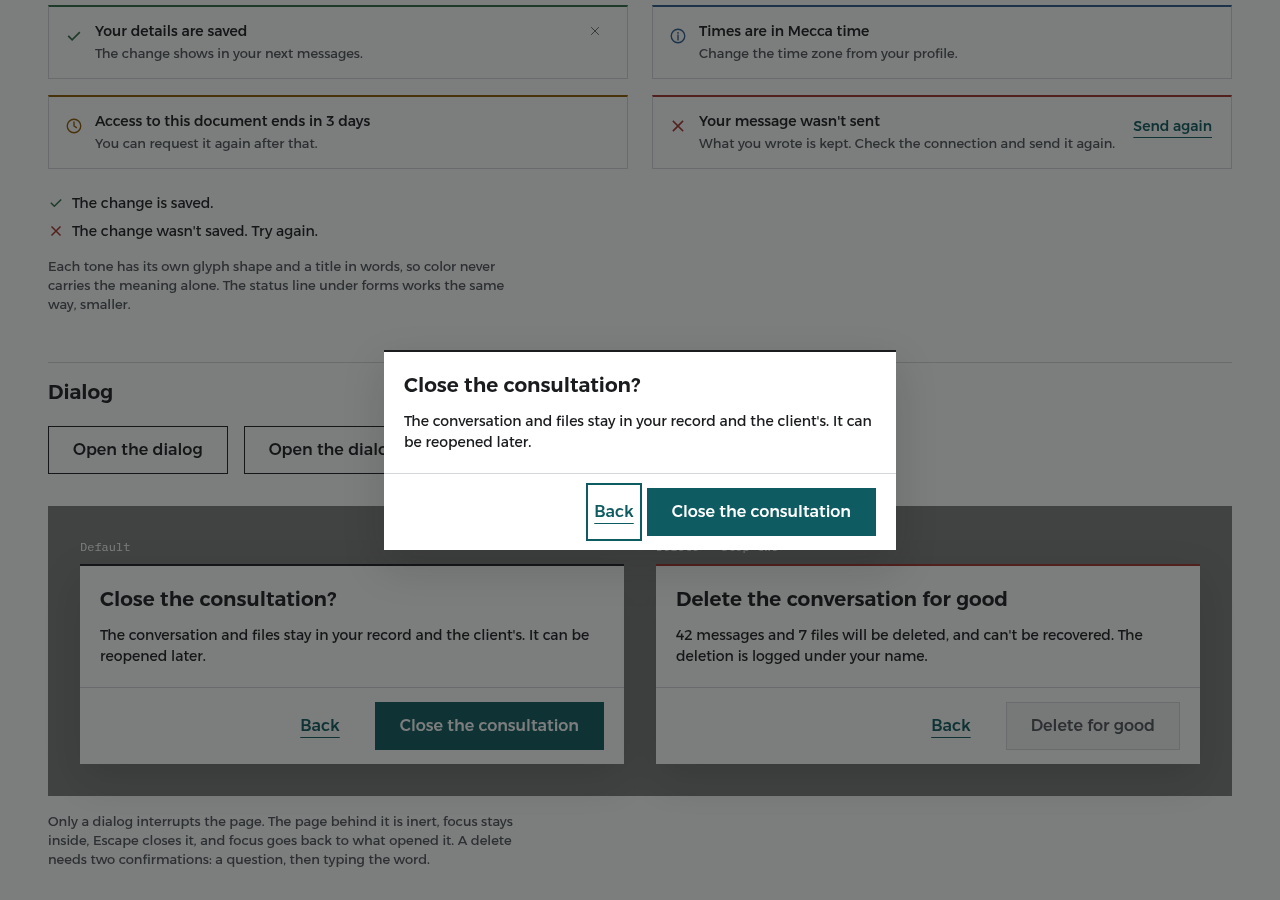 Your details are saved
The change shows in your next messages.
Times are in Mecca time
Change the time zone from your profile.
Access to this document ends in 3 days
You can request it again after that.
Your message wasn't sent
What you wrote is kept. Check the connection and send it again.
Send again
The change is saved.
The change wasn't saved. Try again.
Each tone has its own glyph shape and a title in words, so color never
carries the meaning alone. The status line under forms works the same
way, smaller.
Dialog
Open the dialog
Open the
Close the consultation?
The conversation and files stay in your record and the client's. It can
be reopened later.
Back
Close the consultation
Default
Close the consultation?
The conversation and files stay in your record and the client's. It can be
reopened later.
Back
Close the consultation
Delete the conversation for good
42 messages and 7 files will be deleted, and can't be recovered. The
deletion is logged under your name.
Back
Delete for good
Only a dialog interrupts the page. The page behind it is inert, focus stays
inside, Escape closes it, and focus goes back to what opened it. A delete
needs two confirmations: a question, then typing the word.